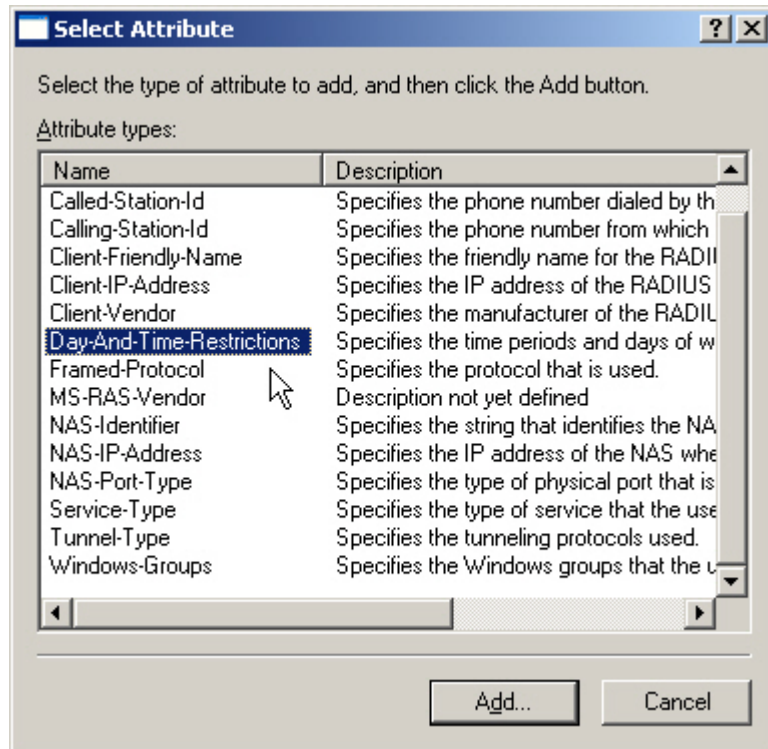 Select Attribute
Select the type of attribute to add, and then click the Add button.
Attribute types:
Name Description
Called-Station-Id Specifies the phone number dialed by th
Calling-Station-Id Specifies the phone number from which
Client-Friendly-Name Specifies the friendly name for the RADI
Client-IP-Address Specifies the IP address of the RADIUS
Client-Vendor Specifies the manufacturer of the RADIU
Day-And-Time-Restrictions Specifies the time periods and days of w
Framed-Protocol Specifies the protocol that is used.
MS-RAS-Vendor Description not yet defined
NAS-Identifier Specifies the string that identifies the NA
NAS-IP-Address Specifies the IP address of the NAS whe
NAS-Port-Type Specifies the type of physical port that is
Service-Type Specifies the type of service that the use
Tunnel-Type Specifies the tunneling protocols used.
Windows-Groups Specifies the Windows groups that the u
Add... Cancel